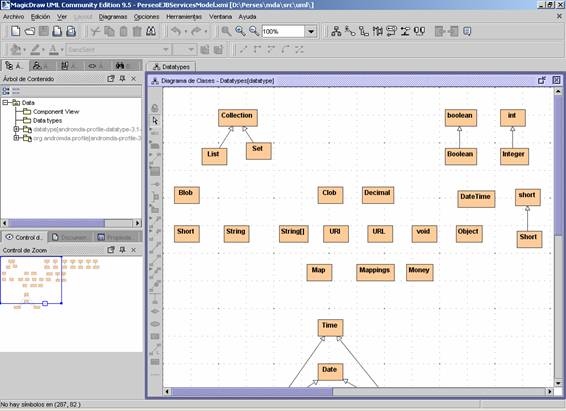 MagicDraw UML Community Edition 9.5 - PerseoEJBServicesModel.xml [D:\Perses\mda\src\uml\]
Archivo Edición Ver Layout Diagramas Opciones Herramientas Ventanas Ayuda
100%
SansSerif
Datatypes
Árbol de Contenido
Diagrama de Clases - Datatypes[datatype]
Data
Component View
Data types
datatype[andromda-profile-datatype-3.1-
org.andromda.profile[andromda-profile-3
Collection
boolean
int
List
Set
Boolean
Integer
Blob
Clob
Decimal
DateTime
short
Short
String
String[]
URI
URL
void
Object
Short
Control d...
Documen...
Propieda...
Control de Zoom
Map
Mappings
Money
Time
Date
No hay símbolos en (287, 82 )